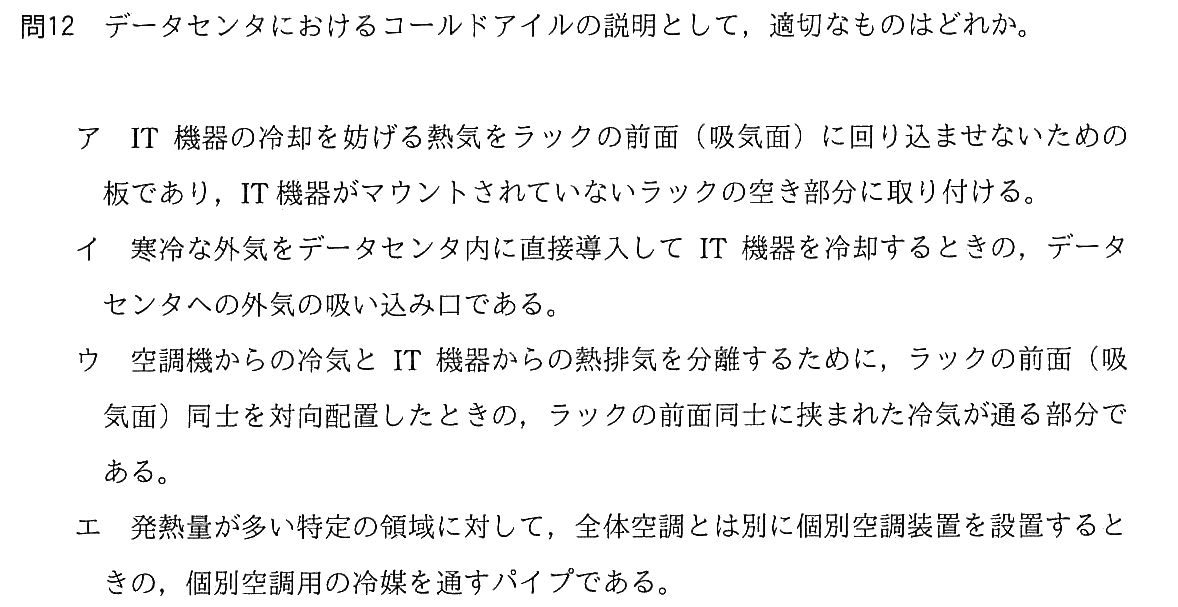 問12 データセンタにおけるコールドアイルの説明として，適切なものはどれか。
ア IT 機器の冷却を妨げる熱気をラックの前面（吸気面）に回り込ませないための
板であり，IT 機器がマウントされていないラックの空き部分に取り付ける。
イ 寒冷な外気をデータセンタ内に直接導入して IT 機器を冷却するときの，データ
センタへの外気の吸い込み口である。
ウ 空調機からの冷気と IT 機器からの熱排気を分離するために，ラックの前面（吸
気面）同士を対向配置したときの，ラックの前面同士に挟まれた冷気が通る部分で
ある。
エ 発熱量が多い特定の領域に対して，全体空調とは別に個別空調装置を設置すると
きの，個別空調用の冷媒を通すパイプである。